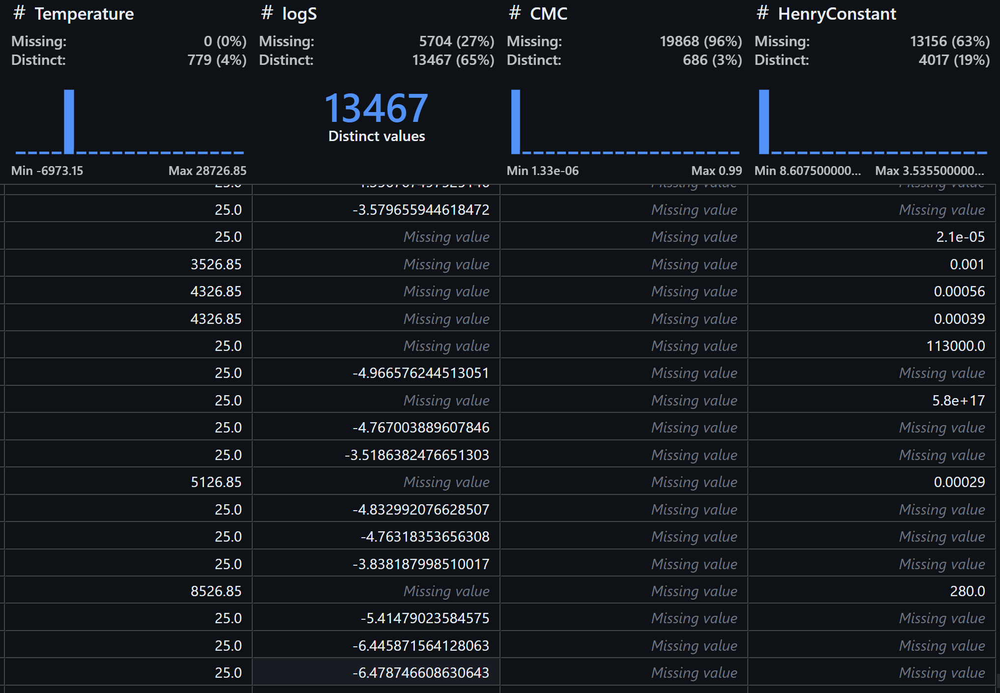 # Temperature # logS # CMC # HenryConstant
Missing: 0 (0%) Missing: 5704 (27%) Missing: 19868 (96%) Missing: 13156 (63%)
Distinct: 779 (4%) Distinct: 13467 (65%) Distinct: 686 (3%) Distinct: 4017 (19%)
13467
Distinct values
Min -6973.15 Max 28726.85 Min 1.33e-06 Max 0.99 Min 8.607500000... Max 3.535500000...
25.0 Missing value Missing value
25.0 -3.579655944618472 Missing value Missing value
25.0 Missing value Missing value 2.1e-05
3526.85 Missing value Missing value 0.001
4326.85 Missing value Missing value 0.00056
4326.85 Missing value Missing value 0.00039
25.0 Missing value Missing value 113000.0
25.0 -4.966576244513051 Missing value Missing value
25.0 Missing value Missing value 5.8e+17
25.0 -4.767003889607846 Missing value Missing value
25.0 -3.5186382476651303 Missing value Missing value
5126.85 Missing value Missing value 0.00029
25.0 -4.832992076628507 Missing value Missing value
25.0 -4.76318353656308 Missing value Missing value
25.0 -3.838187998510017 Missing value Missing value
8526.85 Missing value Missing value 280.0
25.0 -5.41479023584575 Missing value Missing value
25.0 -6.445871564128063 Missing value Missing value
25.0 -6.478746608630643 Missing value Missing value